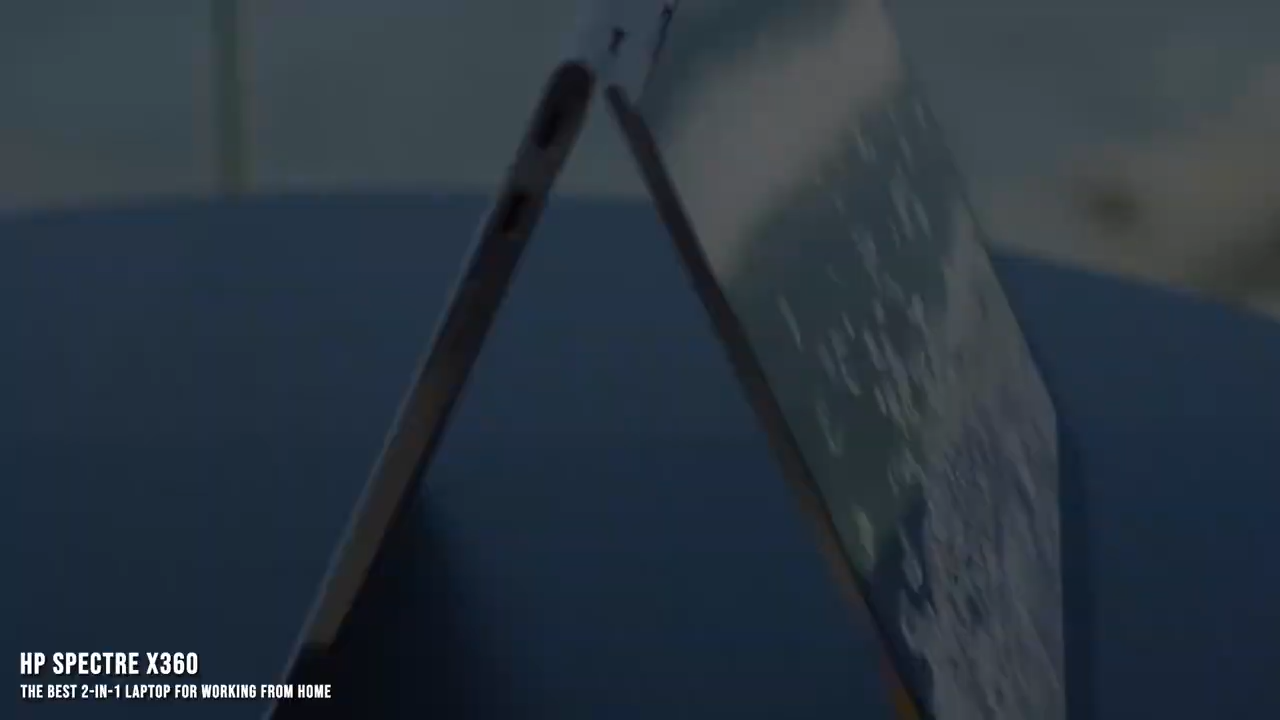 HP SPECTRE X360
THE BEST 2-IN-1 LAPTOP FOR WORKING FROM HOME